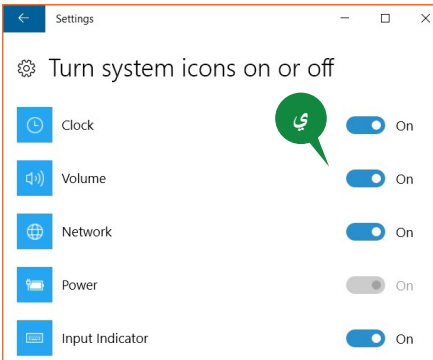 Settings
Turn system icons on or off
Clock
On
ي
Volume
On
Network
On
Power
On
Input Indicator
On